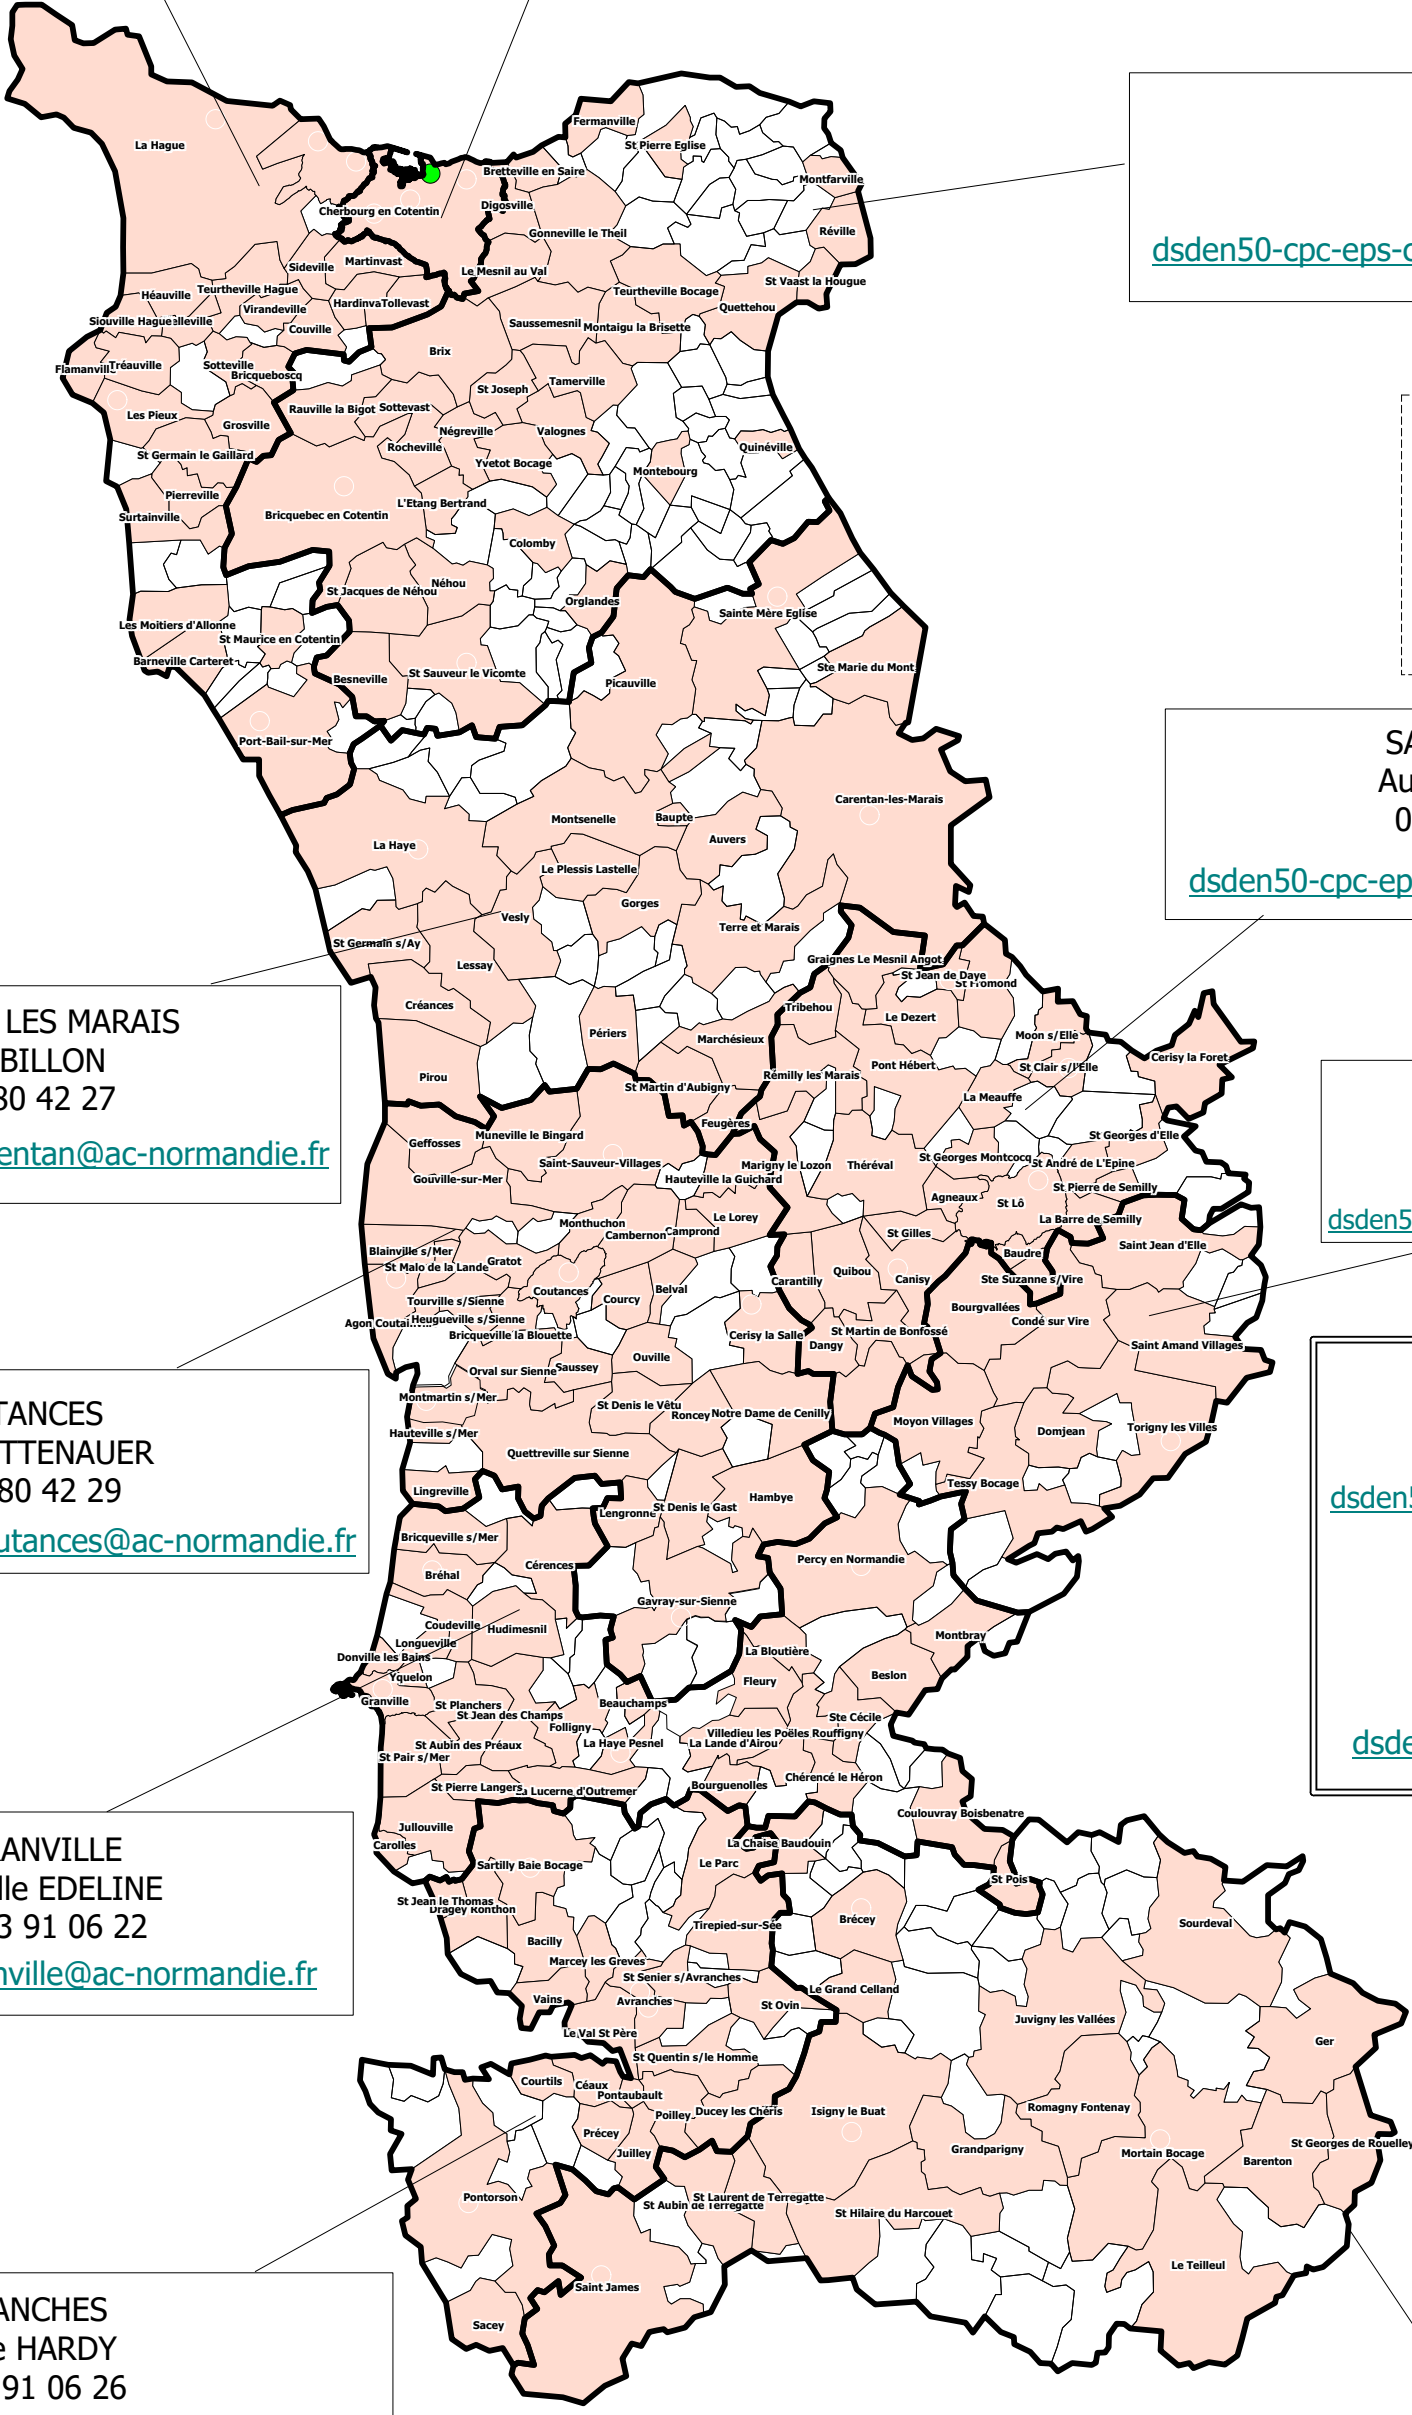 La Hague
Fermanville
St Pierre Eglise
Bretteville en Saire
Montfarville
Cherbourg en Cotentin
Digosville
Gonneville le Theil
Réville
dsden50-cpc-eps-c
Martinvast
Sideville
Le Mesnil au Val
St Vaast la Hougue
Héauville
Teurtheville Hague
Virandeville
Tollevast
Teurtheville Bocage
Quettehou
Siouville Hague
Couville
Saussemesnil
Montaigu la Brisette
Brix
Tréauville
Sotteville
Bricqueboscq
St Joseph
Tamerville
Les Pieux
Grosville
Rauville la Bigot
Sottevast
Négreville
Valognes
Rocheville
Quinéville
St Germain le Gaillard
Yvetot Bocage
Montebourg
Pierreville
L'Etang Bertrand
Surtainville
Bricquebec en Cotentin
Colomby
Néhou
St Jacques de Néhou
Orglandes
Sainte Mère Eglise
Les Moitiers d'Allonne
St Maurice en Cotentin
Barneville Carteret
Besneville
St Sauveur le Vicomte
Picauville
Ste Marie du Mont
Port-Bail-sur-Mer
SA
Au
0
dsden50-cpc-ep
Carentan-les-Marais
Montsenelle
Baupte
Auvers
La Haye
Le Plessis Lastelle
Gorges
Vesly
Terre et Marais
St Germain s/Ay
Lessay
Graignes Le Mesnil Angot
St Jean de Daye
St Fromond
Créances
Tribehou
Le Dezert
Périers
Marchésieux
Moon s/Elle
Cerisy la Foret
LES MARAIS
BILLON
80 42 27
entan@ac-normandie.fr
Pirou
St Martin d'Aubigny
Rémilly les Marais
Pont Hébert
St Clair s/l'Elle
La Meauffe
Feugères
Geffosses
Muneville le Bingard
St Georges d'Elle
Saint-Sauveur-Villages
Marigny le Lozon
Théréval
St Georges Montcocq
St André de L'Epine
Gouville-sur-Mer
Hauteville la Guichard
Agneaux
St Lô
St Pierre de Semilly
dsden5
Monthuchon
Cambernon
Camprond
Le Lorey
La Barre de Semilly
St Gilles
Saint Jean d'Elle
Blainville s/Mer
St Malo de la Lande
Gratot
Baudre
Quibou
Canisy
Ste Suzanne s/Vire
Carantilly
Coutances
Courcy
Belval
Tourville s/Sienne
Heugueville s/Sienne
Bourgvallées
Condé sur Vire
Bricqueville la Blouette
Cerisy la Salle
St Martin de Bonfossé
Dangy
Saint Amand Villages
Ouville
Orval sur Sienne
Saussey
TANCES
TTENAUER
80 42 29
utances@ac-normandie.fr
Montmartin s/Mer
St Denis le Vêtu
Roncey
Notre Dame de Cenilly
Moyon Villages
Domjean
Torigny les Villes
Hauteville s/Mer
Quettreville sur Sienne
Tessy Bocage
Lingreville
Hambye
Lengronne
St Denis le Gast
dsden5
Bricqueville s/Mer
Cérences
Percy en Normandie
Bréhal
Gavray-sur-Sienne
Coudeville
Hudimesnil
Longueville
Montbray
Donville les Bains
La Bloutière
Yquelon
Beslon
Fleury
Granville
St Planchers
Beauchamps
St Jean des Champs
Folligny
Ste Cécile
Villedieu les Poëles Rouffigny
St Aubin des Préaux
La Haye Pesnel
La Lande d'Airou
St Pair s/Mer
dsde
Chérencé le Héron
St Pierre Langers
La Lucerne d'Outremer
Bourguenolles
Coulouvray Boisbenatre
ANVILLE
lle EDELINE
3 91 06 22
nville@ac-normandie.fr
Jullouville
Carolles
La Chaise Baudouin
Sartilly Baie Bocage
Le Parc
St Pois
St Jean le Thomas
Dragey Ronthon
Brécey
Sourdeval
Tirepied-sur-Sée
Bacilly
Marcey les Greves
St Senier s/Avranches
Le Grand Celland
Vains
Avranches
St Ovin
Juvigny les Vallées
Le Val St Père
Ger
St Quentin s/le Homme
Courtils
Céaux
Pontaubault
Poilley
Ducey les Chéris
Isigny le Buat
Romagny Fontenay
Précey
Juilley
Grandparigny
Mortain Bocage
Barenton
St Georges de Rouelley
Pontorson
St Aubin de Terregatte
St Laurent de Terregatte
St Hilaire du Harcouet
Le Teilleul
Saint James
Sacey
ANCHES
e HARDY
91 06 26